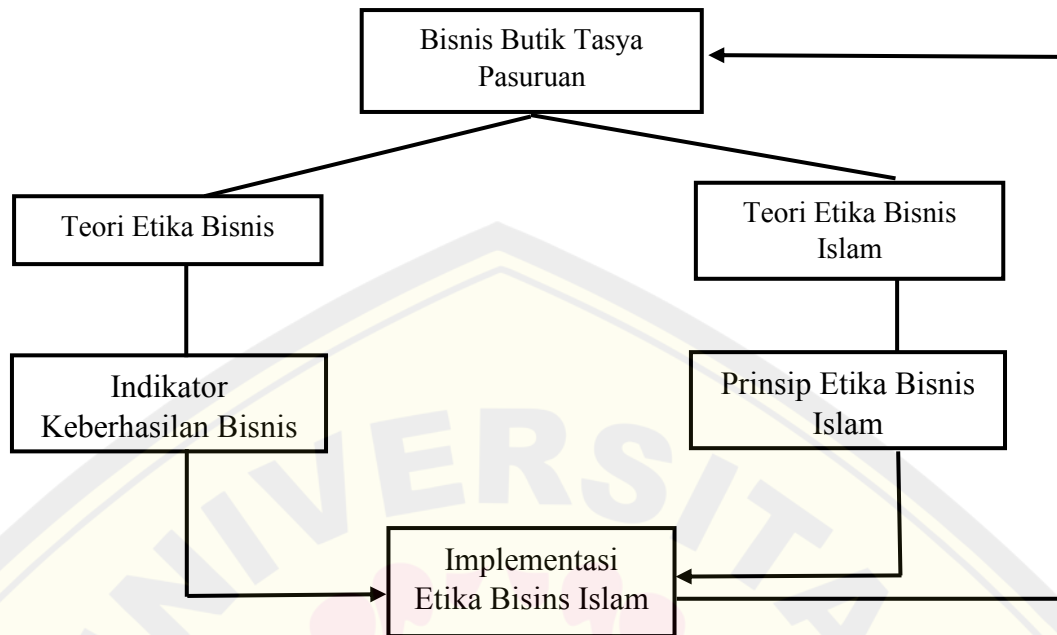 Bisnis Butik Tasya
Pasuruan
Teori Etika Bisnis
Teori Etika Bisnis
Islam
Indikator
Keberhasilan Bisnis
Prinsip Etika Bisnis
Islam
Implementasi
Etika Bisins Islam
NIVERSITA